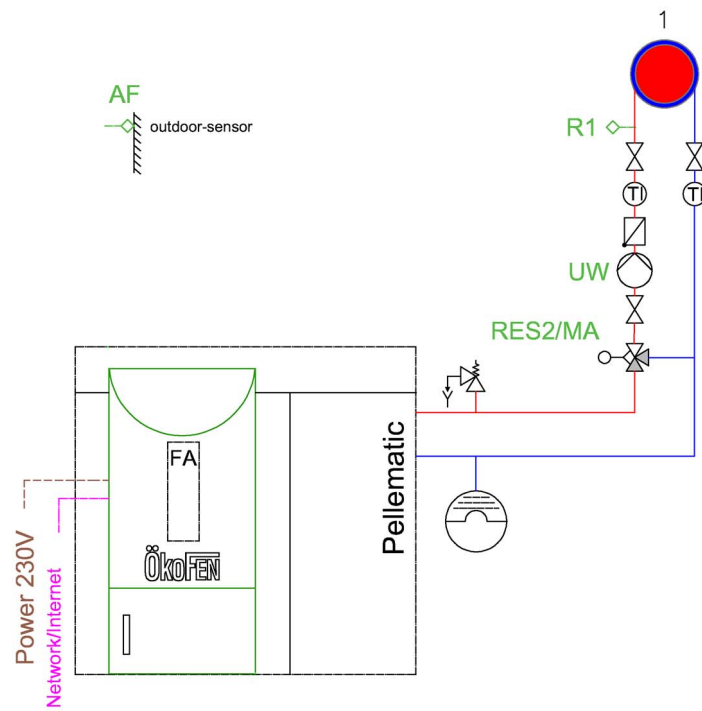 1
AF
outdoor-sensor
R1
TI
TI
UW
RES2/MA
FA
Pellematic
ÖkoFEN
Power 230V
Network/Internet